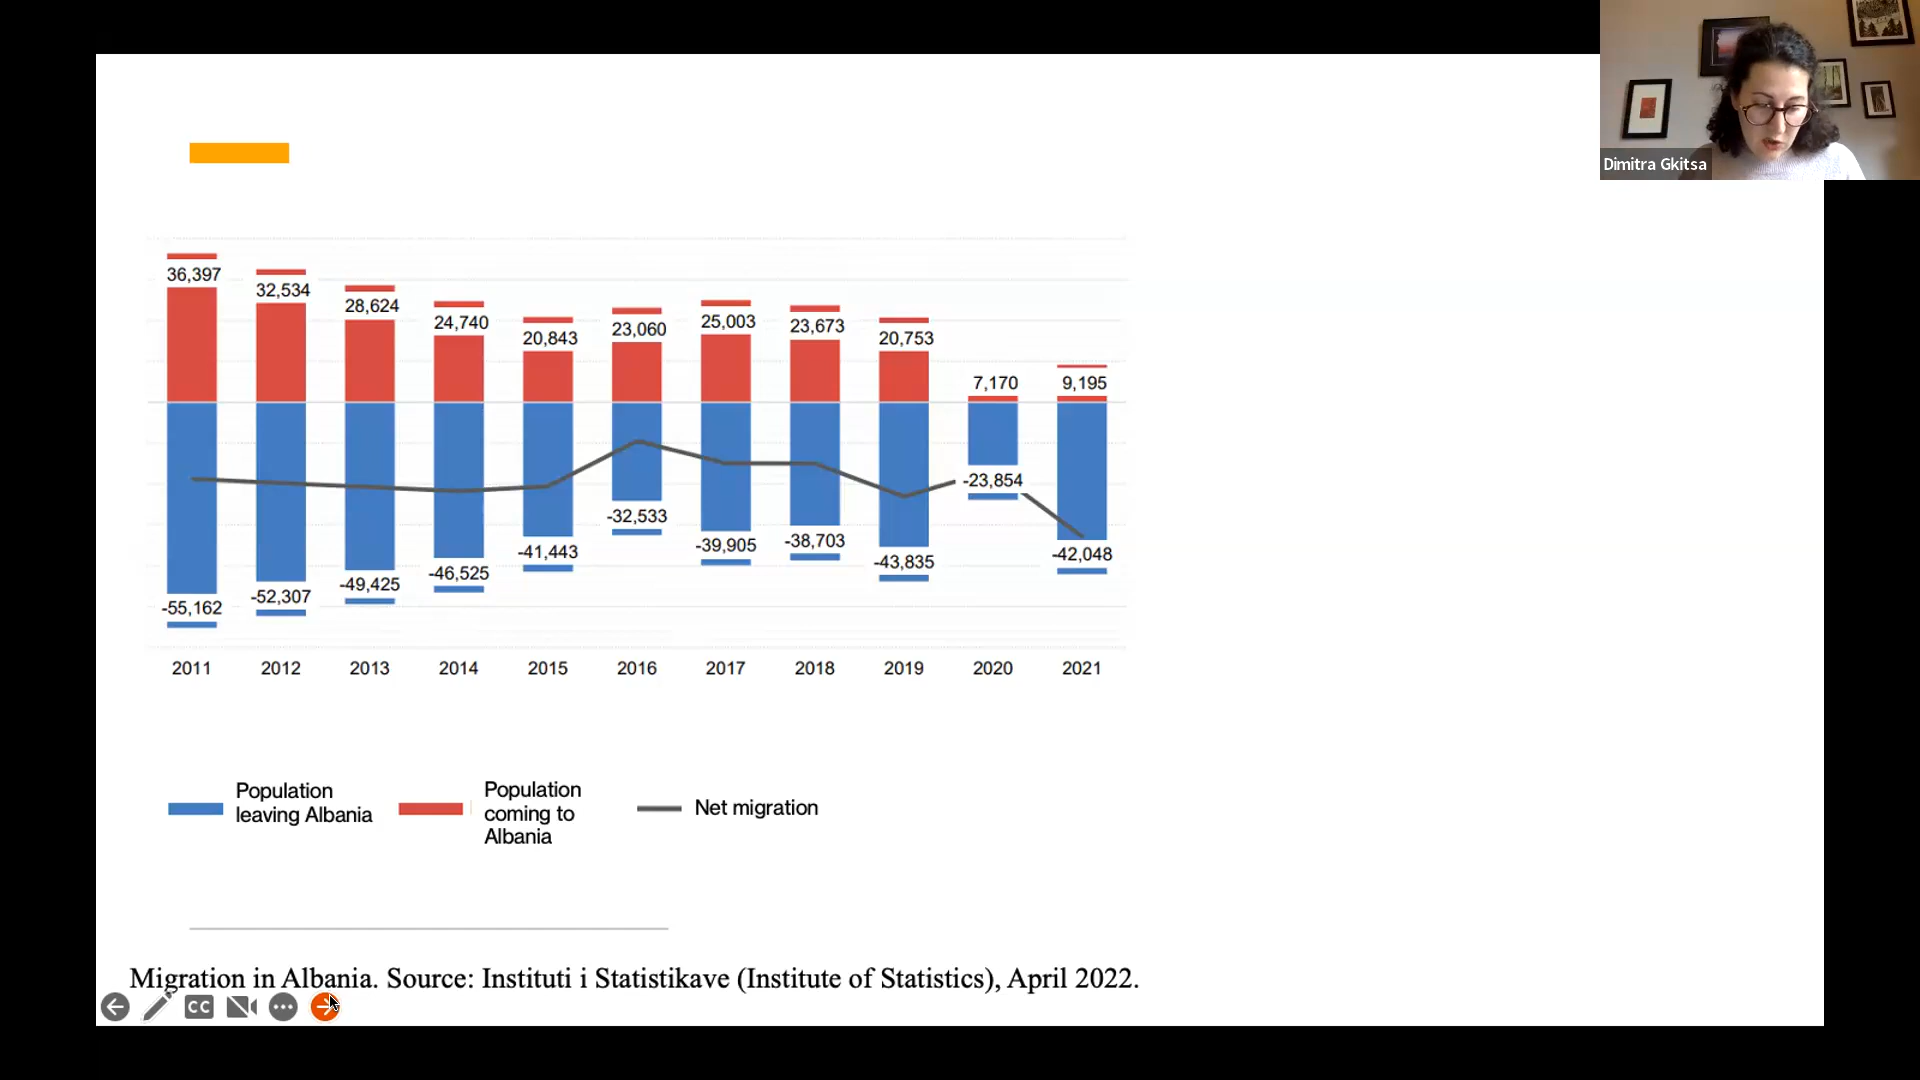 Dimitra Gkitsa
36,397
32,534
28,624
24,740
20,843
23,060
25,003
23,673
20,753
7,170
9,195
-55,162
-52,307
-49,425
-46,525
-41,443
-32,533
-39,905
-38,703
-43,835
-23,854
-42,048
2011 2012 2013 2014 2015 2016 2017 2018 2019 2020 2021
Population
leaving Albania
Population
coming to
Albania
Net migration
Migration in Albania. Source: Instituti i Statistikave (Institute of Statistics), April 2022.
CC